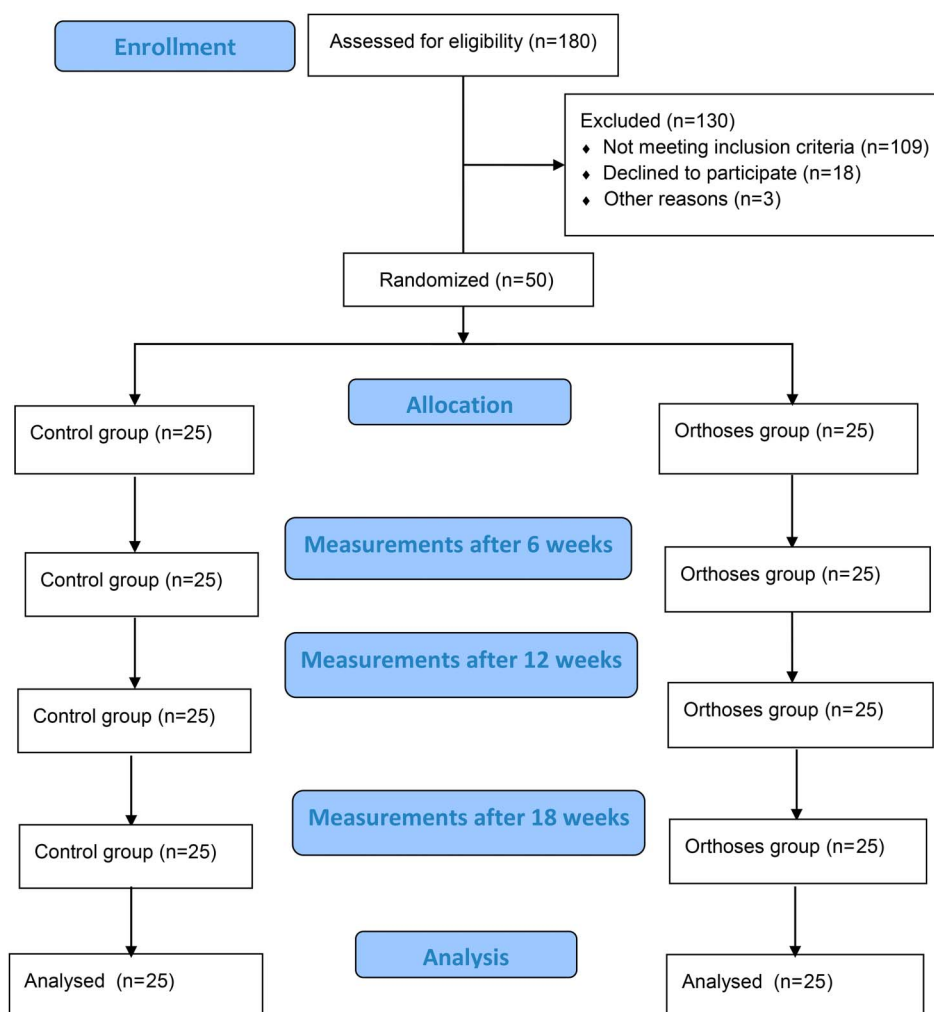 Enrollment
Assessed for eligibility (n=180)
Excluded (n=130)
♦ Not meeting inclusion criteria (n=109)
♦ Declined to participate (n=18)
♦ Other reasons (n=3)
Randomized (n=50)
Allocation
Control group (n=25)
Orthoses group (n=25)
Measurements after 6 weeks
Control group (n=25)
Orthoses group (n=25)
Measurements after 12 weeks
Control group (n=25)
Orthoses group (n=25)
Measurements after 18 weeks
Control group (n=25)
Orthoses group (n=25)
Analysis
Analysed (n=25)
Analysed (n=25)